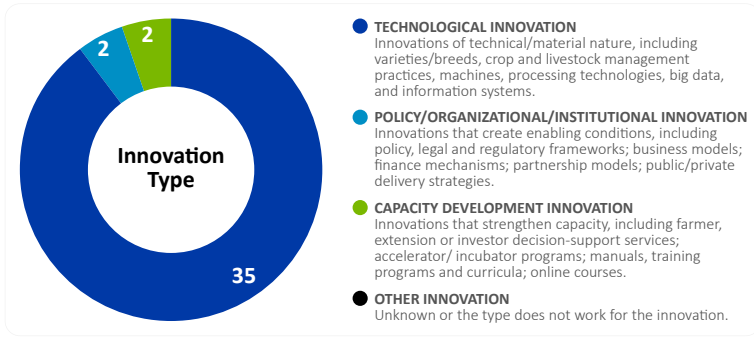 2
2
Innovation
Type
35
TECHNOLOGICAL INNOVATION
Innovations of technical/material nature, including
varieties/breeds, crop and livestock management
practices, machines, processing technologies, big data,
and information systems.
POLICY/ORGANIZATIONAL/INSTITUTIONAL INNOVATION
Innovations that create enabling conditions, including
policy, legal and regulatory frameworks; business models;
finance mechanisms; partnership models; public/private
delivery strategies.
CAPACITY DEVELOPMENT INNOVATION
Innovations that strengthen capacity, including farmer,
extension or investor decision-support services;
accelerator/ incubator programs; manuals, training
programs and curricula; online courses.
OTHER INNOVATION
Unknown or the type does not work for the innovation.